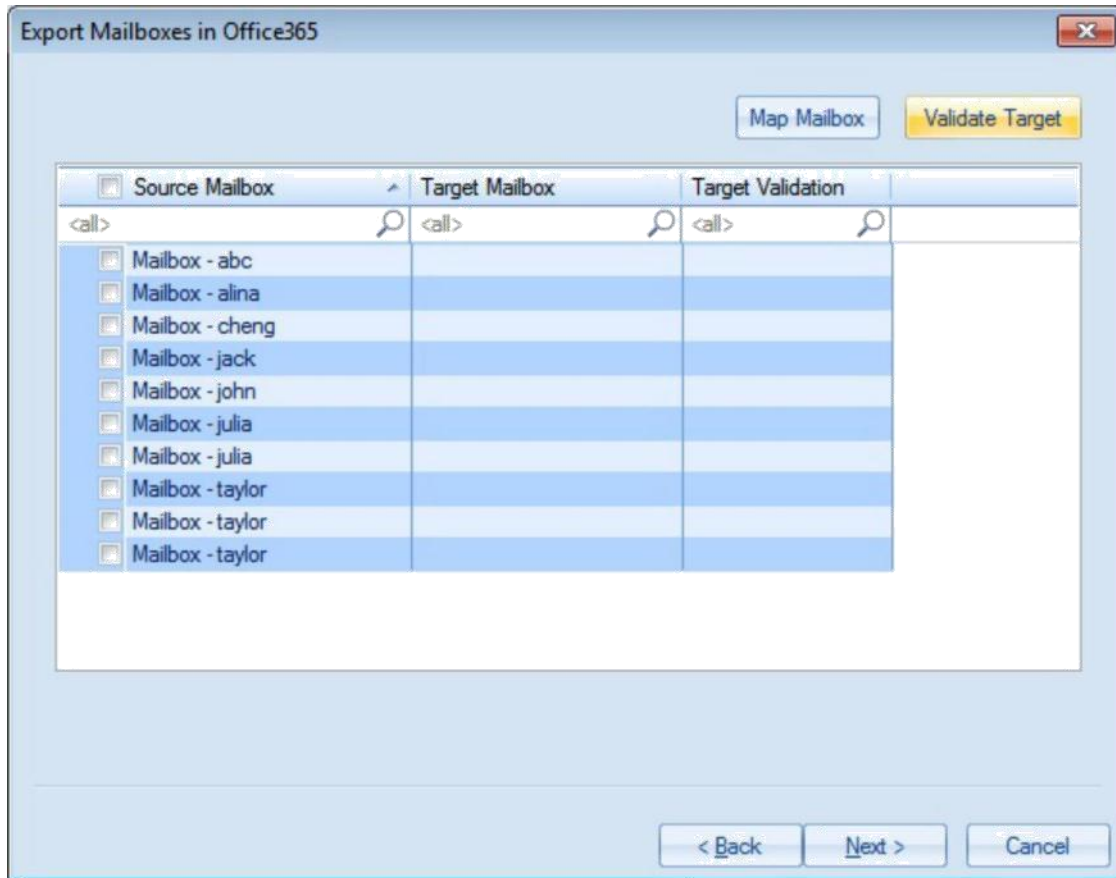 Export Mailboxes in Office365
Map Mailbox Validate Target
Source Mailbox Target Mailbox Target Validation
<all> <all> <all>
Mailbox - abc
Mailbox - alina
Mailbox - cheng
Mailbox - jack
Mailbox - john
Mailbox - julia
Mailbox - julia
Mailbox - taylor
Mailbox - taylor
Mailbox - taylor
< Back Next > Cancel